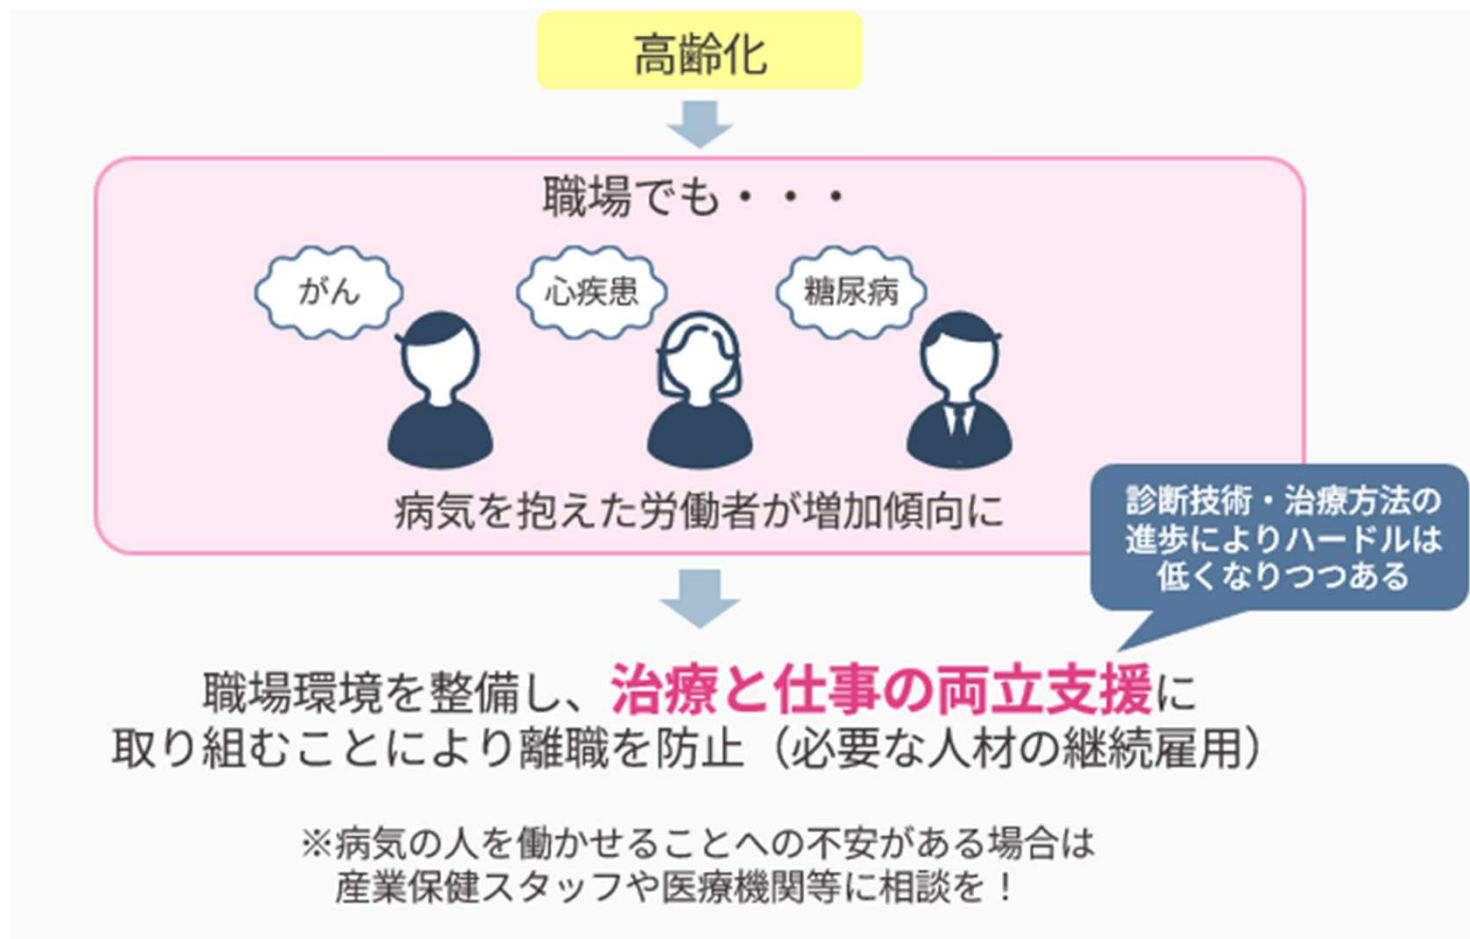 高齢化
職場でも・・・
がん
心疾患
糖尿病
病気を抱えた労働者が増加傾向に
診断技術・治療方法の
進歩によりハードルは
低くなりつつある
職場環境を整備し、治療と仕事の両立支援に
取り組むことにより離職を防止（必要な人材の継続雇用）
※病気の人を働かせることへの不安がある場合は
産業保健スタッフや医療機関等に相談を！